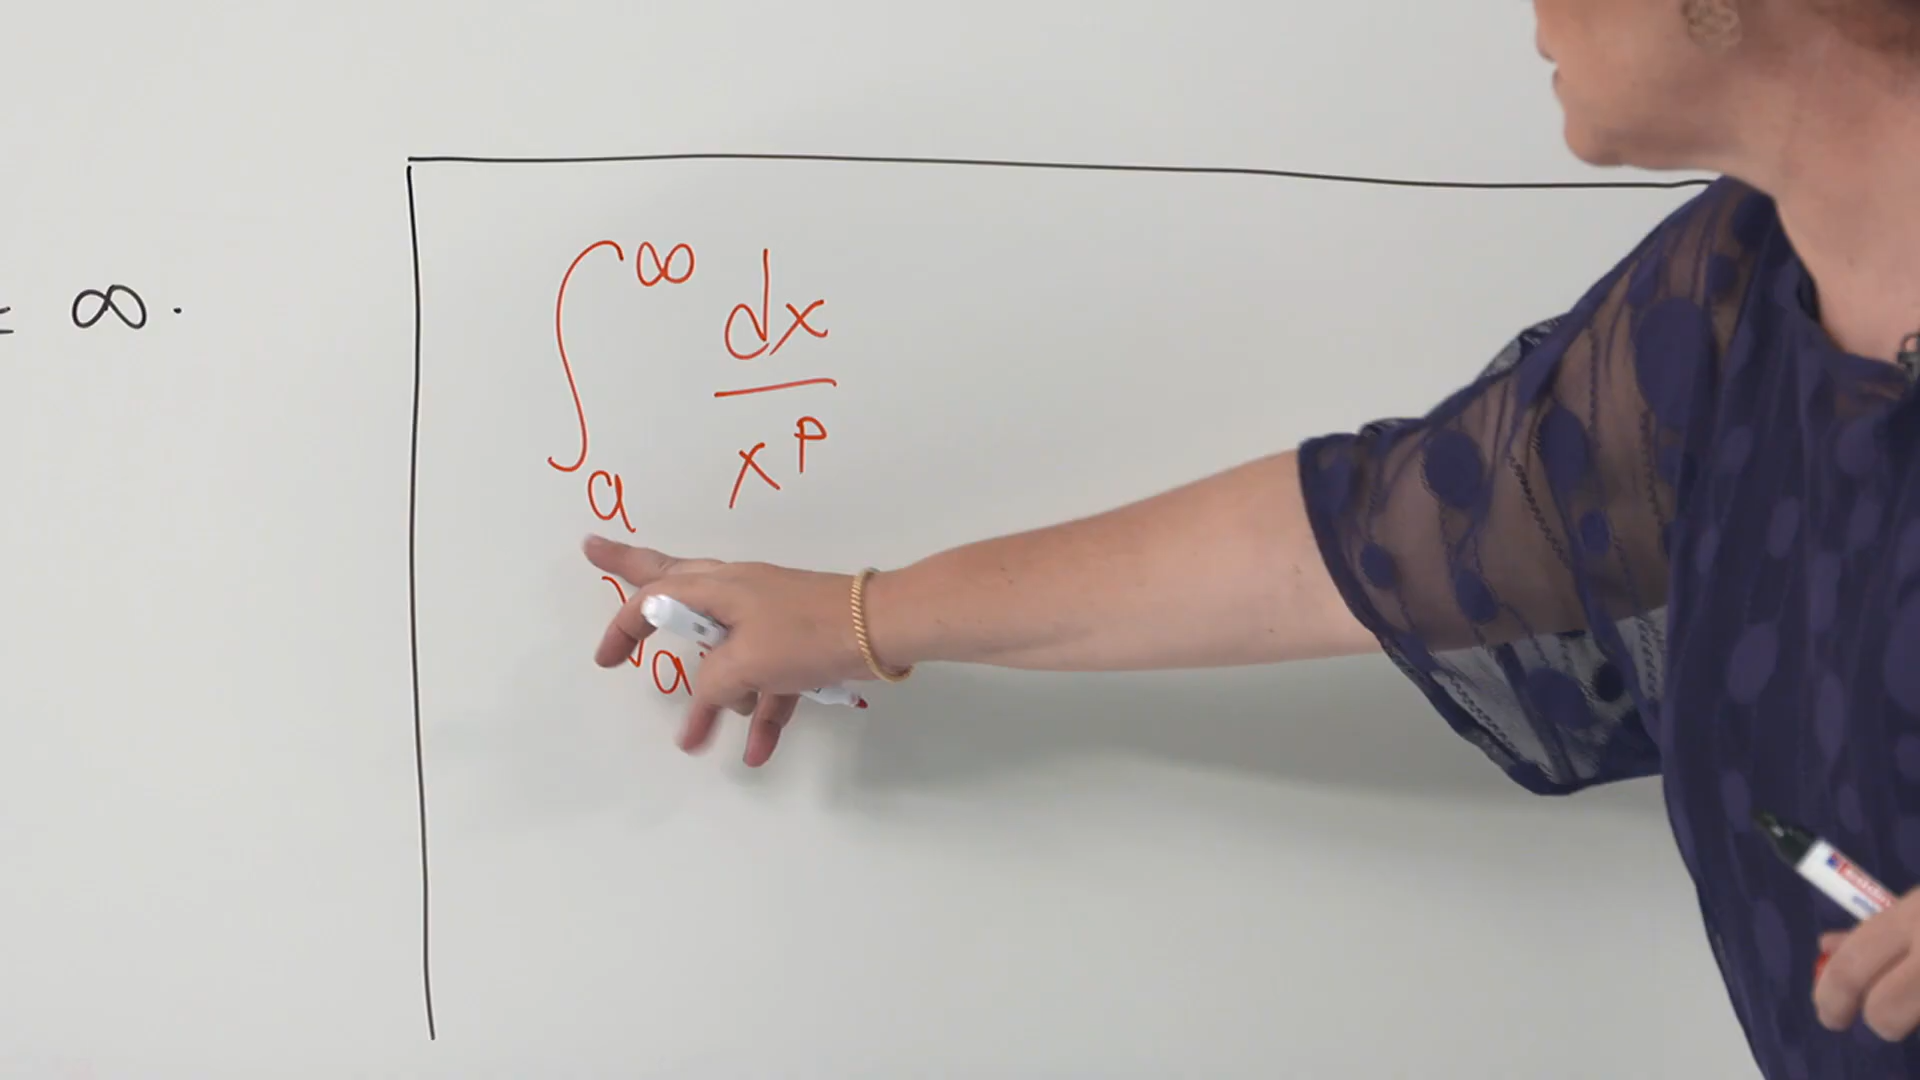 = ∞.
∫_a^∞ dx/x^p
a